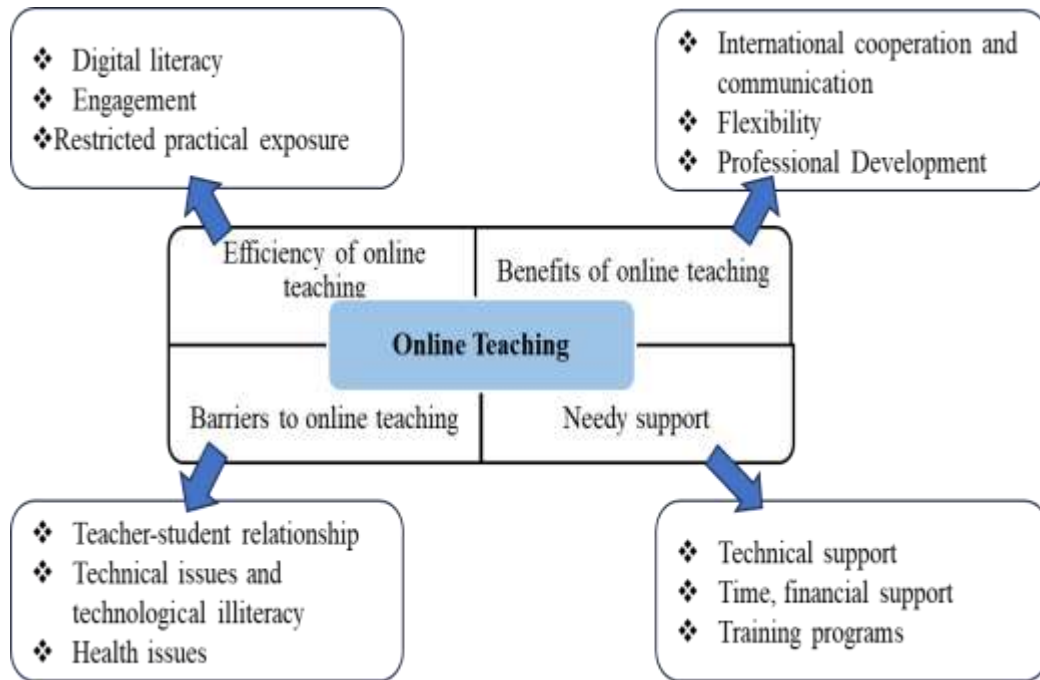 ❖ Digital literacy
❖ Engagement
❖Restricted practical exposure
❖ International cooperation and
communication
❖ Flexibility
❖ Professional Development
Efficiency of online
teaching
Benefits of online teaching
Online Teaching
Barriers to online teaching
Needy support
❖ Teacher-student relationship
❖ Technical issues and
technological illiteracy
❖ Health issues
❖ Technical support
❖ Time, financial support
❖ Training programs